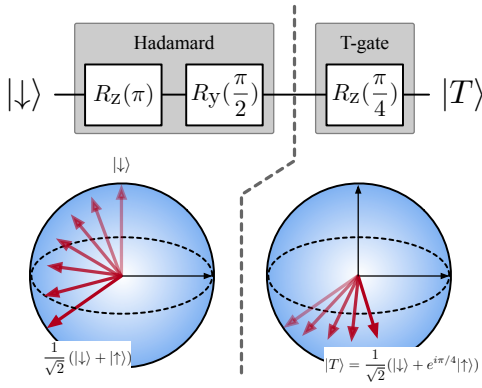 Hadamard T-gate
|↓⟩ R_z(π) R_y(π/2) R_z(π/4) |T⟩
|↓⟩
1/√2 (|↓⟩ + |↑⟩)
|T⟩ = 1/√2 (|↓⟩ + e^{iπ/4}|↑⟩)